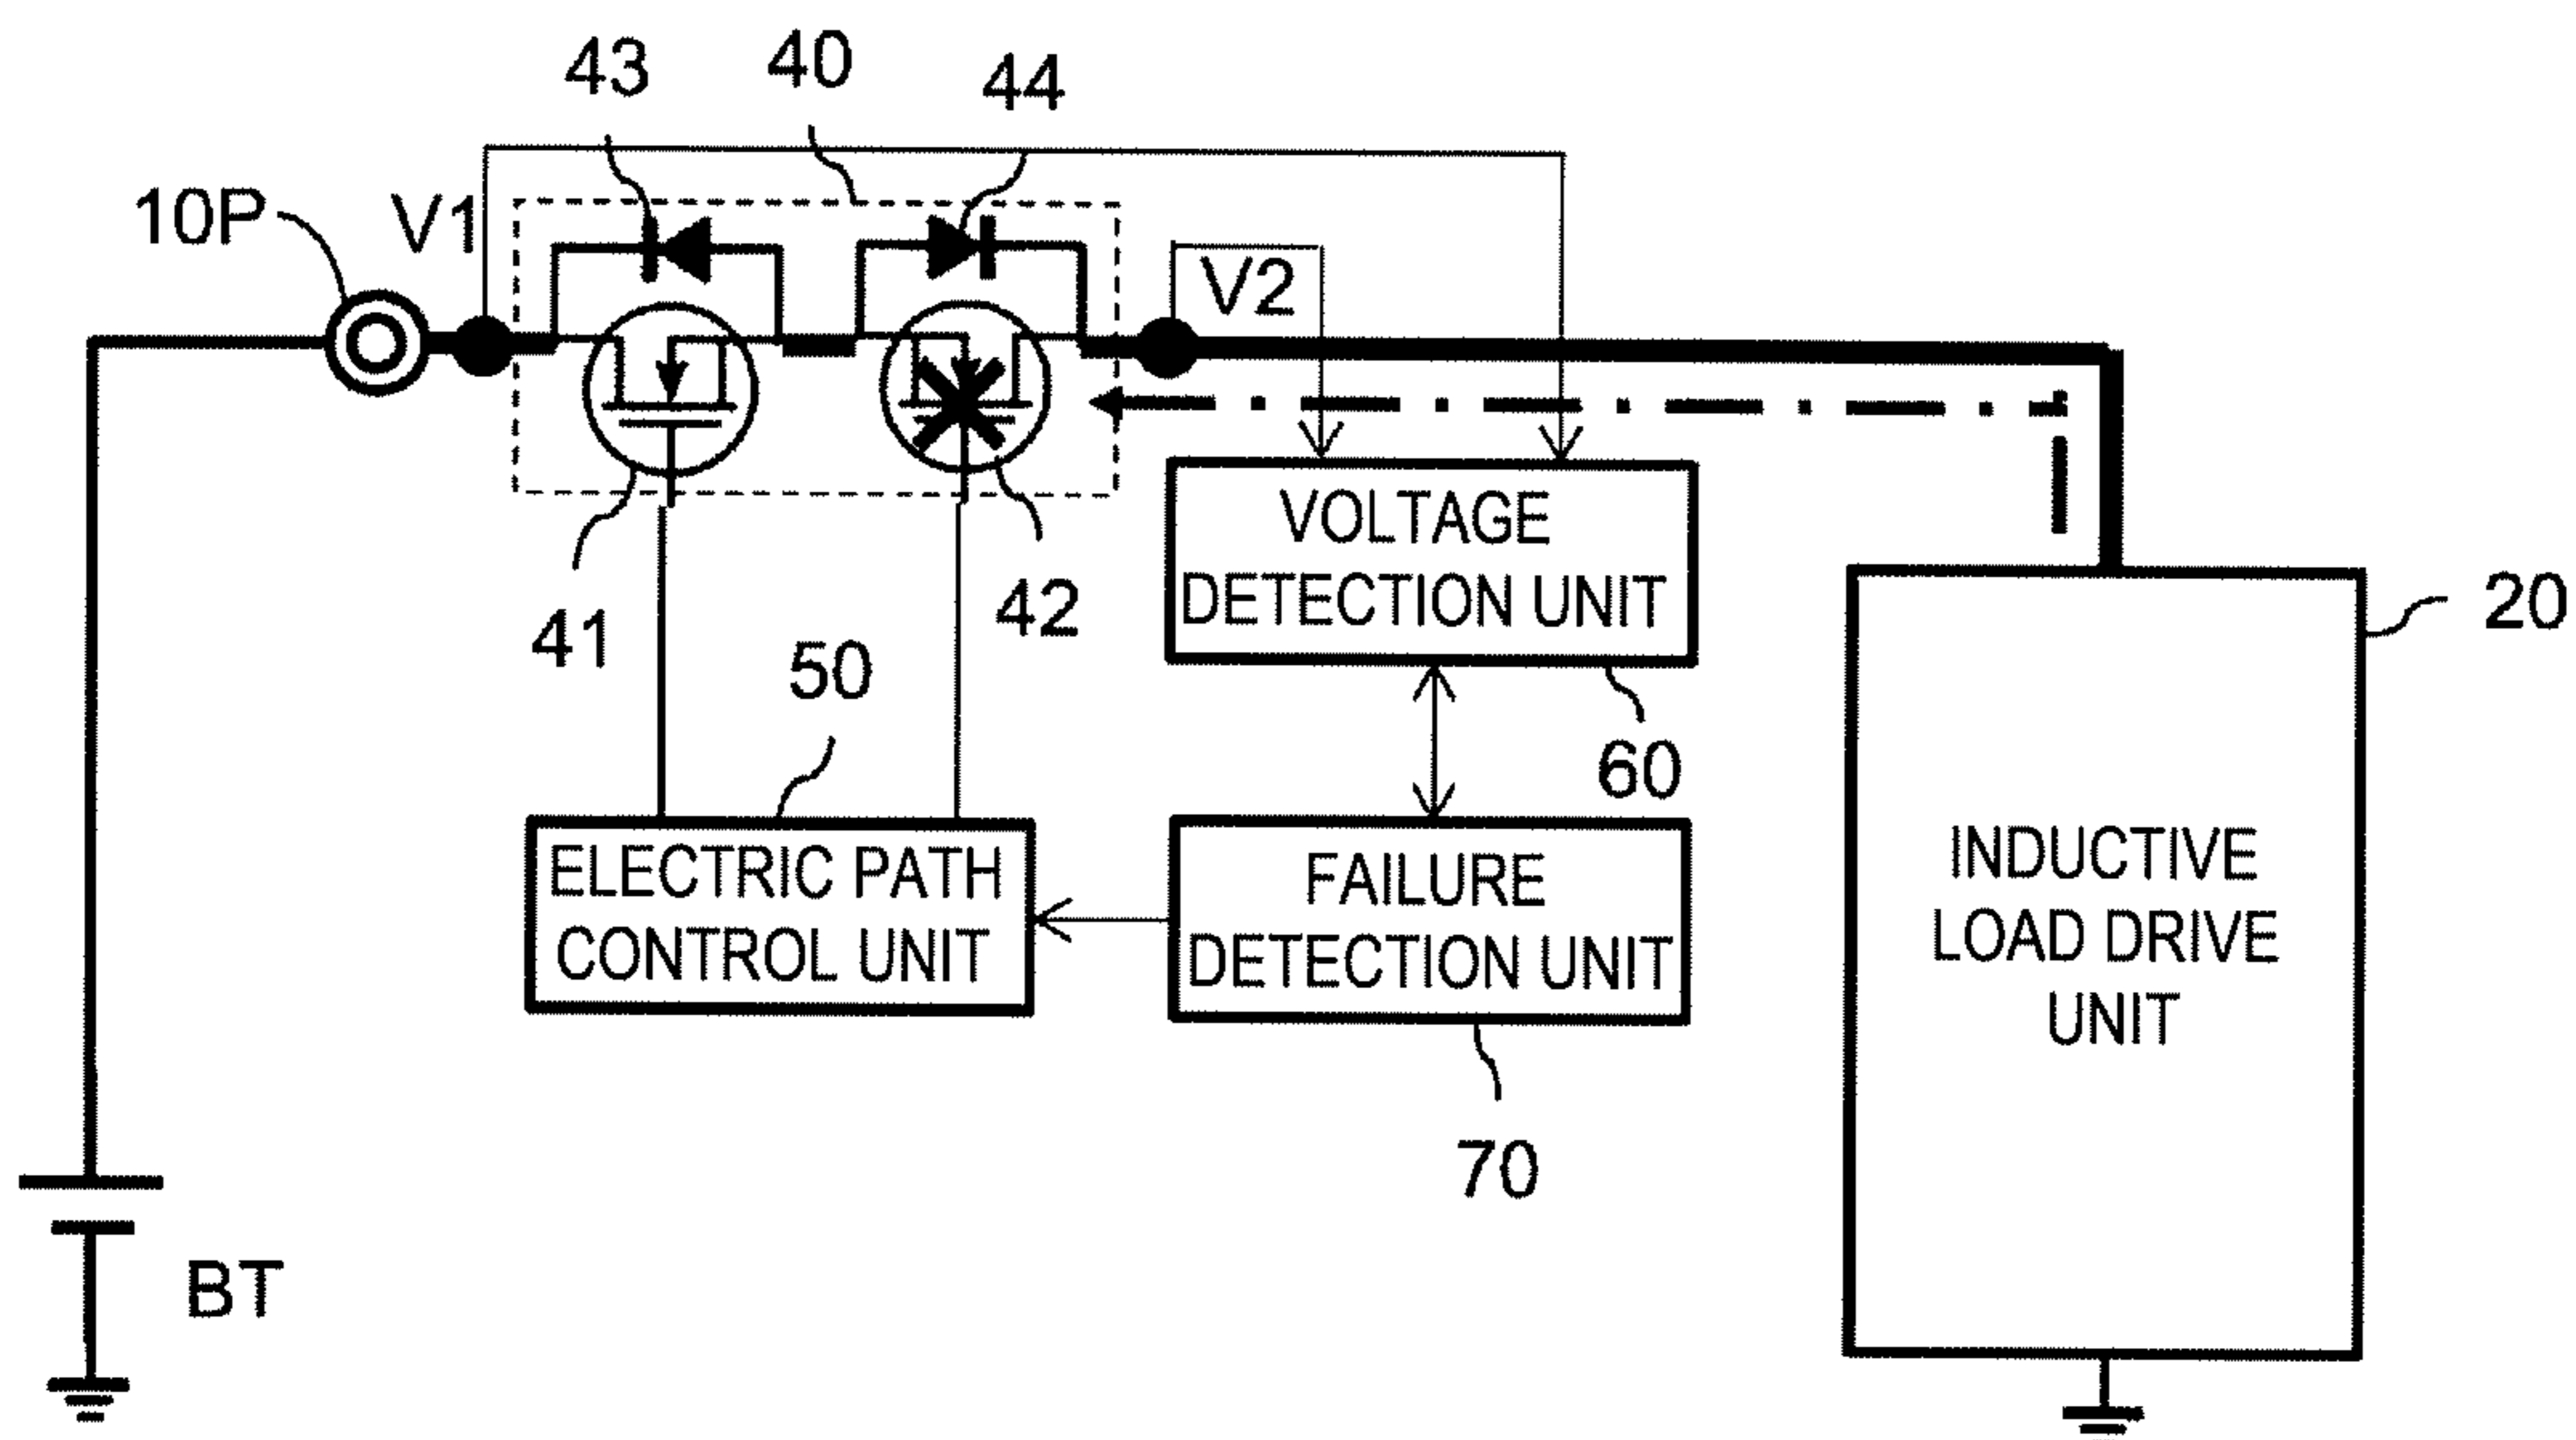 43
40
44
10P
V1
V2
41
42
50
VOLTAGE
DETECTION UNIT
60
20
ELECTRIC PATH
CONTROL UNIT
FAILURE
DETECTION UNIT
70
INDUCTIVE
LOAD DRIVE
UNIT
BT